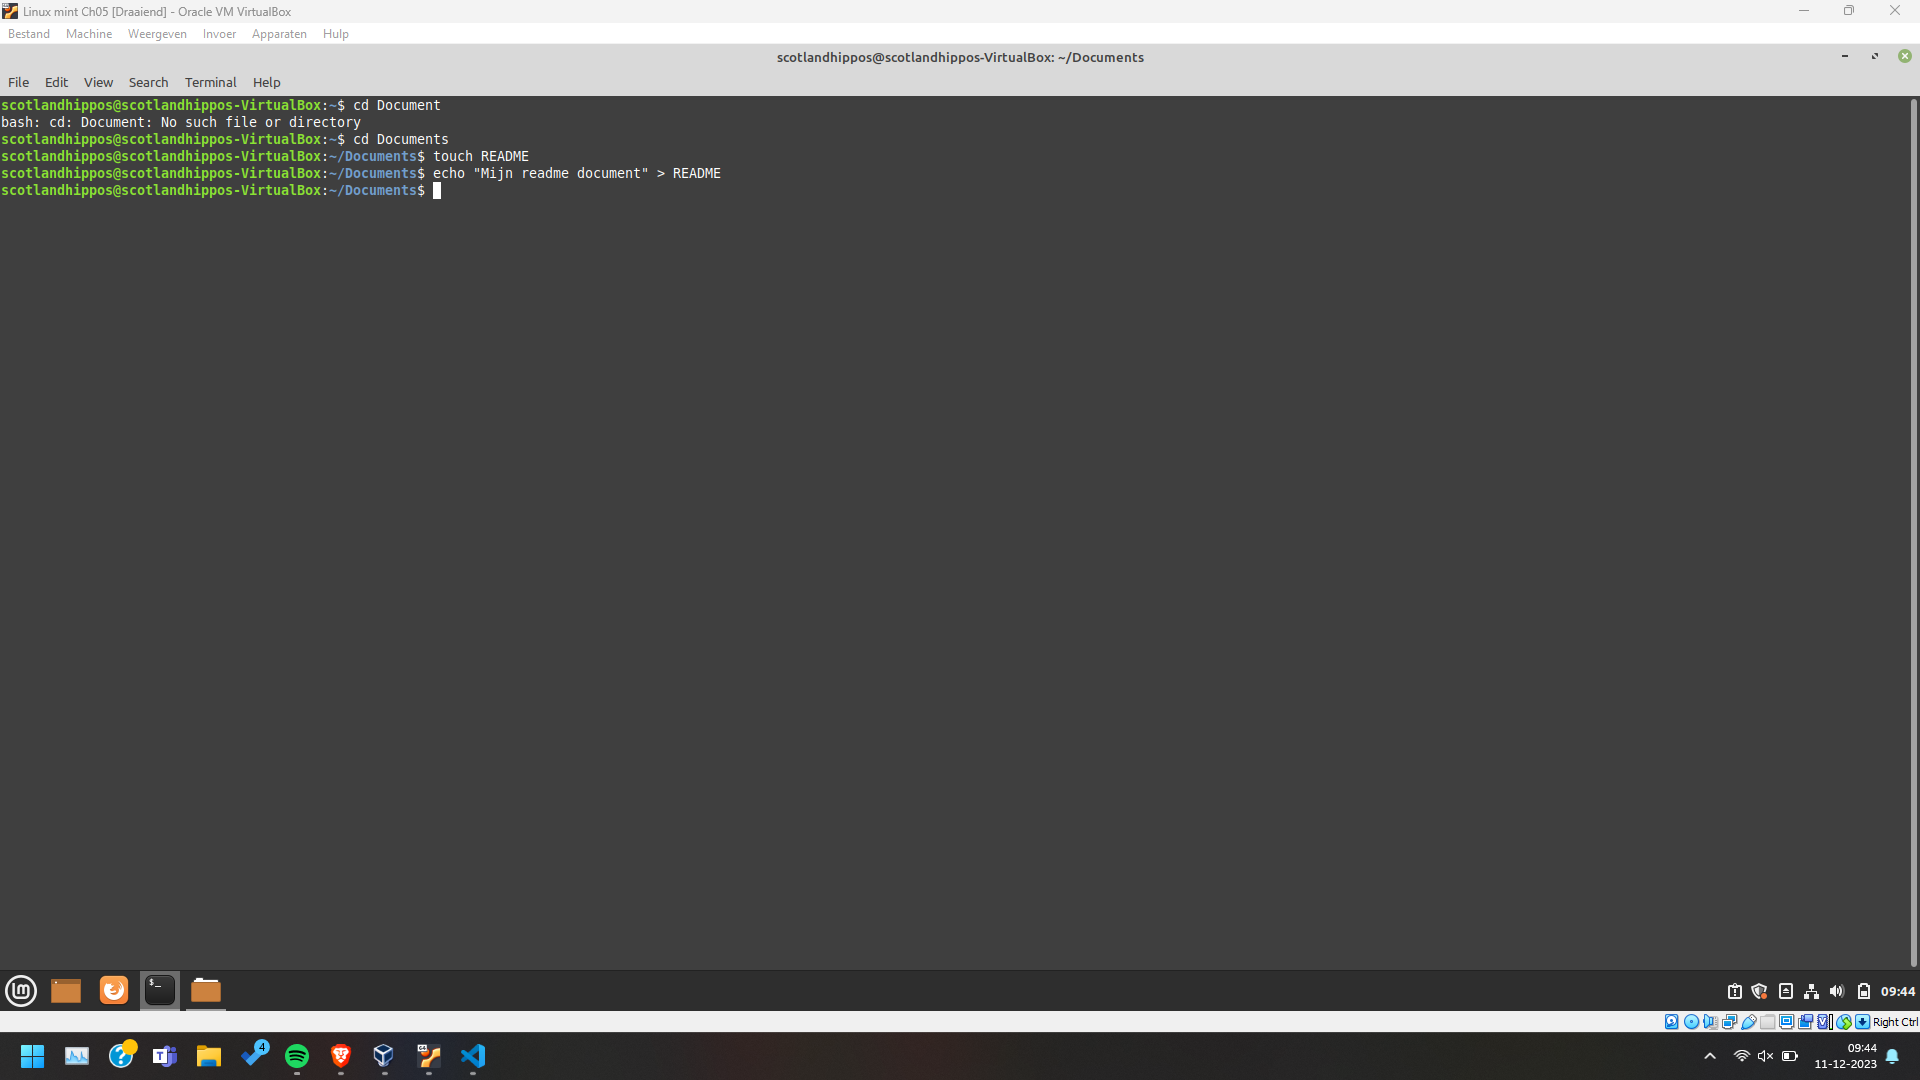 Linux mint Ch05 [Draaiend] - Oracle VM VirtualBox
Bestand Machine Weergeven Invoer Apparaten Hulp
scotlandhippos@scotlandhippos-VirtualBox: ~/Documents
File Edit View Search Terminal Help
scotlandhippos@scotlandhippos-VirtualBox:~$ cd Document
bash: cd: Document: No such file or directory
scotlandhippos@scotlandhippos-VirtualBox:~$ cd Documents
scotlandhippos@scotlandhippos-VirtualBox:~/Documents$ touch README
scotlandhippos@scotlandhippos-VirtualBox:~/Documents$ echo "Mijn readme document" > README
scotlandhippos@scotlandhippos-VirtualBox:~/Documents$
$_
09:44
Right Ctrl
4
64
09:44
11-12-2023